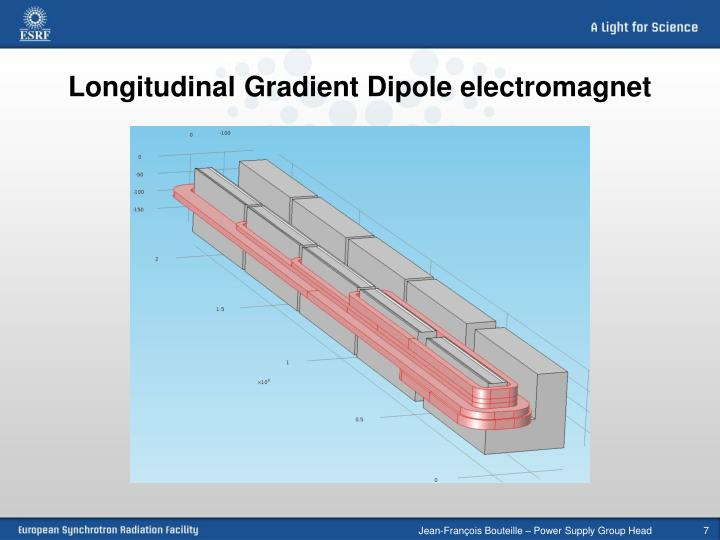 ESRF
A Light for Science
Longitudinal Gradient Dipole electromagnet
0
-100
0
-50
-100
-150
2
1.5
1
×10³
0.5
0
European Synchrotron Radiation Facility
Jean-François Bouteille – Power Supply Group Head
7